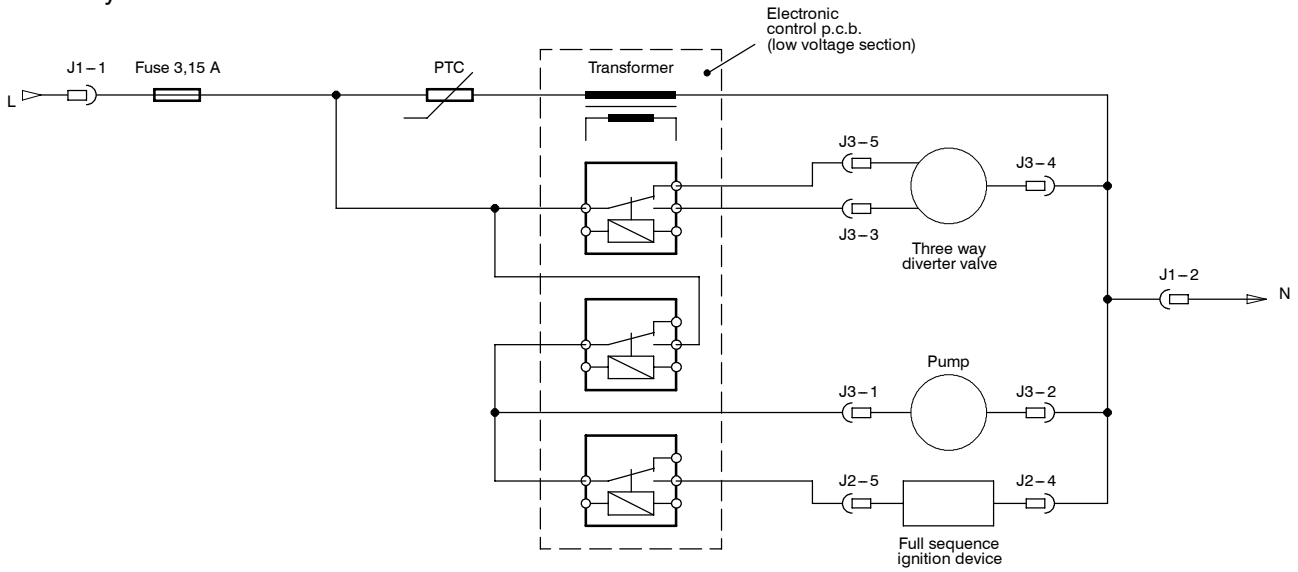 Electronic
control p.c.b.
(low voltage section)
J1-1
Fuse 3,15 A
PTC
Transformer
L
J3-5
J3-4
J3-3
Three way
diverter valve
J1-2
N
Pump
J3-1
J3-2
J2-5
J2-4
Full sequence
ignition device